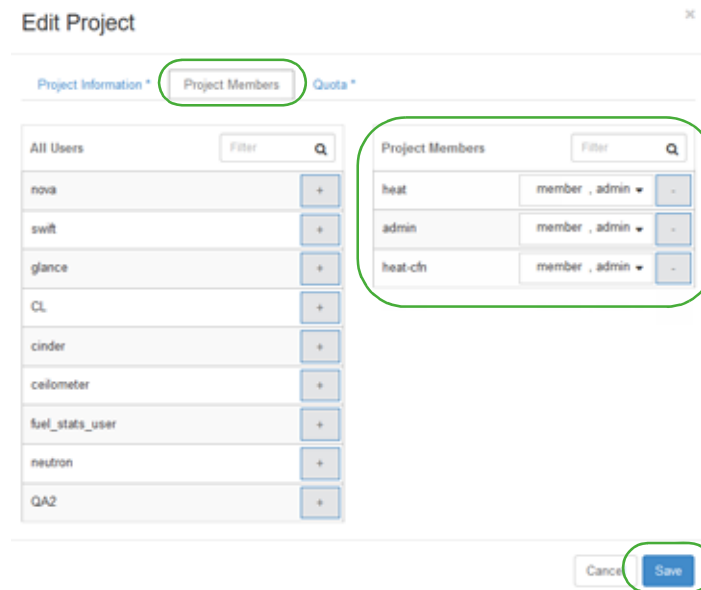 Edit Project ×
Project Information * Project Members Quota *
All Users Filter
nova +
swift +
glance +
CL +
cinder +
ceilometer +
fuel_stats_user +
neutron +
QA2 +
Project Members Filter
heat member , admin -
admin member , admin -
heat-cfn member , admin -
Cance Save